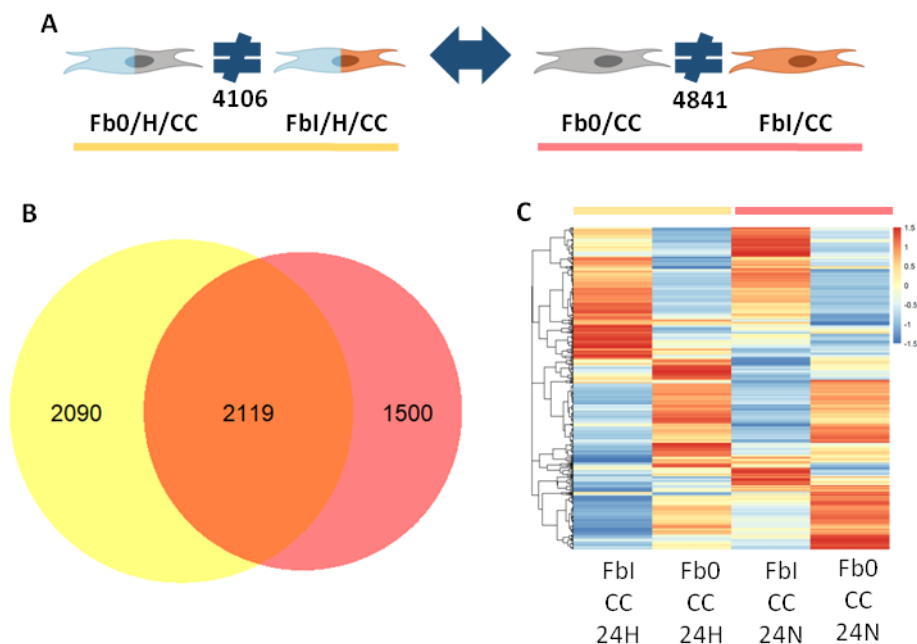 A
4106
4841
Fb0/H/CC
FbI/H/CC
Fb0/CC
FbI/CC
B
2090
2119
1500
C
1.5
1
0.5
0
-0.5
-1
-1.5
FbI Fb0 FbI Fb0
CC CC CC CC
24H 24H 24N 24N